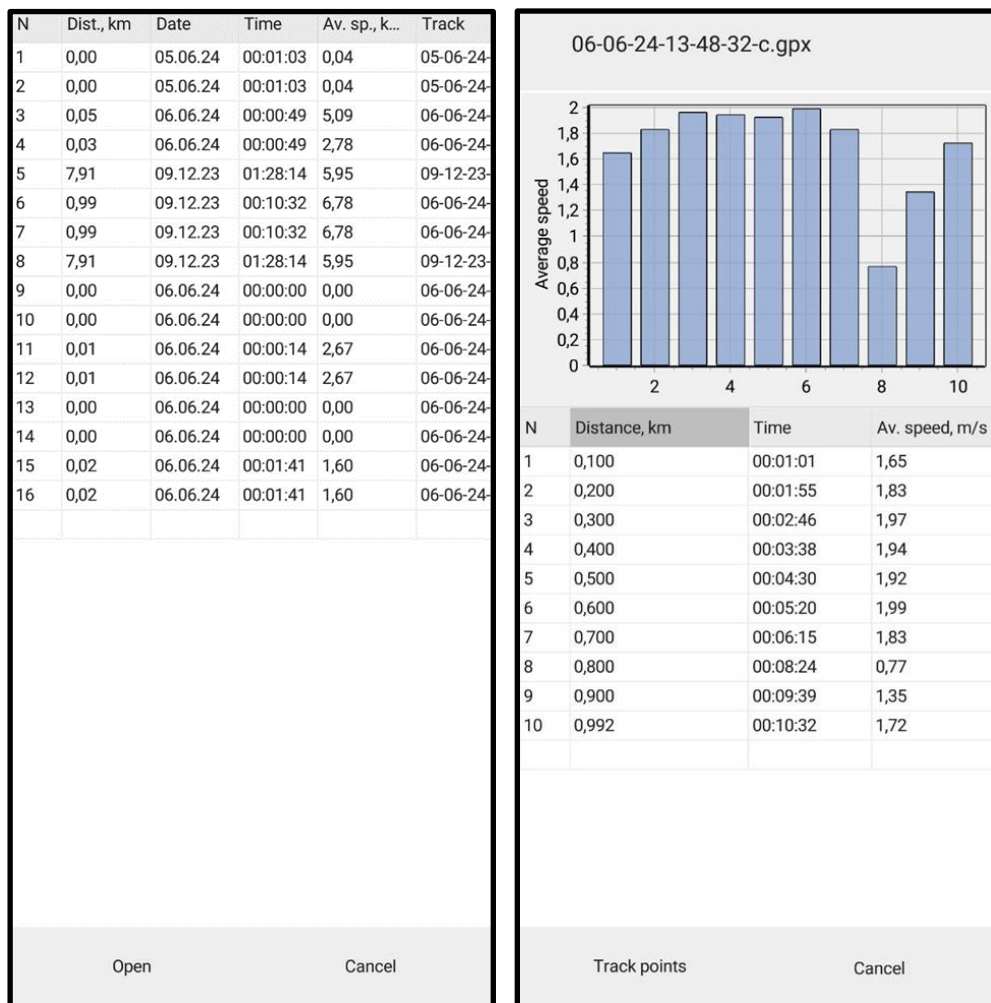 N Dist., km Date Time Av. sp., k... Track
1 0,00 05.06.24 00:01:03 0,04 05-06-24-
2 0,00 05.06.24 00:01:03 0,04 05-06-24-
3 0,05 06.06.24 00:00:49 5,09 06-06-24-
4 0,03 06.06.24 00:00:49 2,78 06-06-24-
5 7,91 09.12.23 01:28:14 5,95 09-12-23-
6 0,99 09.12.23 00:10:32 6,78 06-06-24-
7 0,99 09.12.23 00:10:32 6,78 06-06-24-
8 7,91 09.12.23 01:28:14 5,95 09-12-23-
9 0,00 06.06.24 00:00:00 0,00 06-06-24-
10 0,00 06.06.24 00:00:00 0,00 06-06-24-
11 0,01 06.06.24 00:00:14 2,67 06-06-24-
12 0,01 06.06.24 00:00:14 2,67 06-06-24-
13 0,00 06.06.24 00:00:00 0,00 06-06-24-
14 0,00 06.06.24 00:00:00 0,00 06-06-24-
15 0,02 06.06.24 00:01:41 1,60 06-06-24-
16 0,02 06.06.24 00:01:41 1,60 06-06-24-
Open Cancel
06-06-24-13-48-32-c.gpx
Average speed
2
1,8
1,6
1,4
1,2
1
0,8
0,6
0,4
0,2
0
2 4 6 8 10
N Distance, km Time Av. speed, m/s
1 0,100 00:01:01 1,65
2 0,200 00:01:55 1,83
3 0,300 00:02:46 1,97
4 0,400 00:03:38 1,94
5 0,500 00:04:30 1,92
6 0,600 00:05:20 1,99
7 0,700 00:06:15 1,83
8 0,800 00:08:24 0,77
9 0,900 00:09:39 1,35
10 0,992 00:10:32 1,72
Track points Cancel